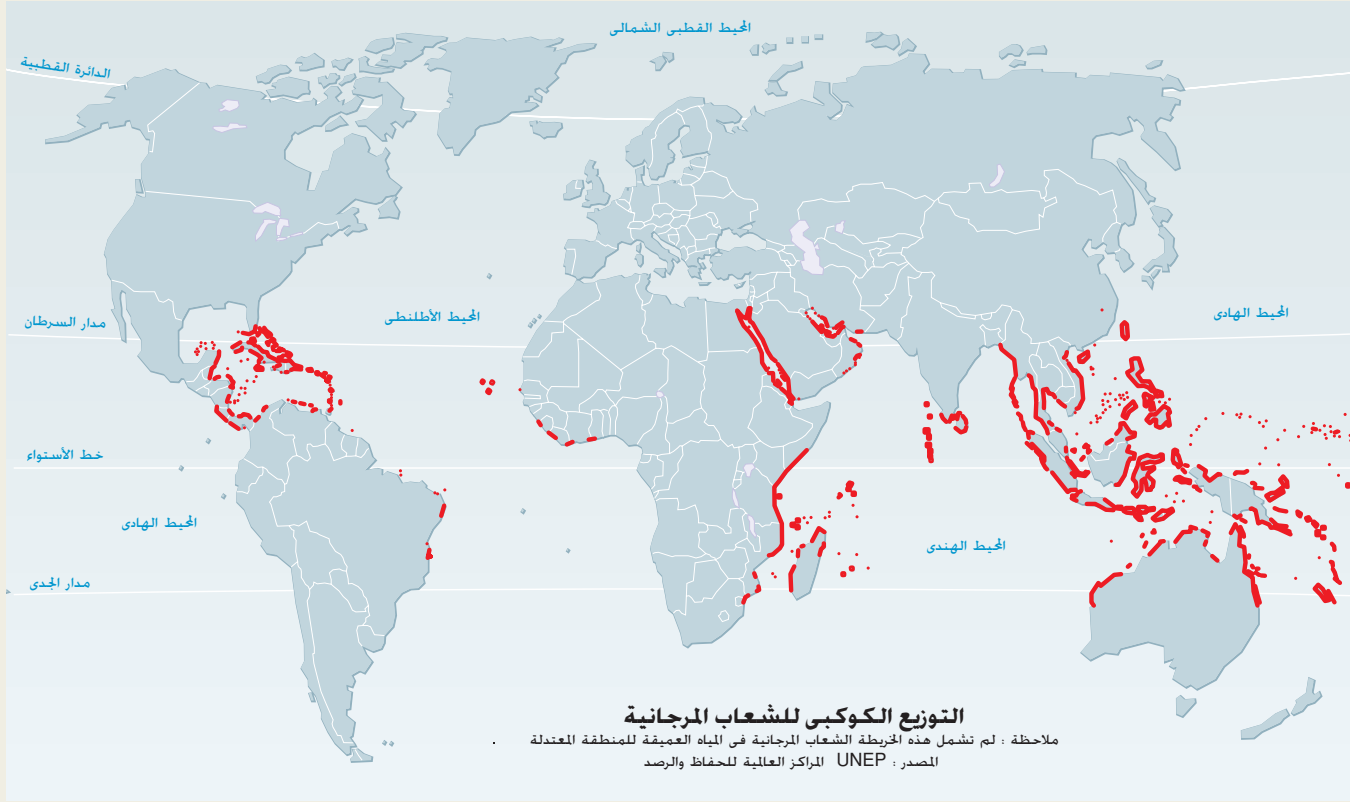 المحيط القطبى الشمالى
الدائرة القطبية
المحيط الهادى
المحيط الأطلنطى
مدار السرطان
خط الأستواء
المحيط الهادى
المحيط الهندى
مدار الجدى
التوزيع الكوكبى للشعاب المرجانية
ملاحظة : لم تشمل هذه الخريطة الشعاب المرجانية فى المياه العميقة للمنطقة المعتدلة .
المصدر : UNEP المراكز العالمية للحفاظ والرصد